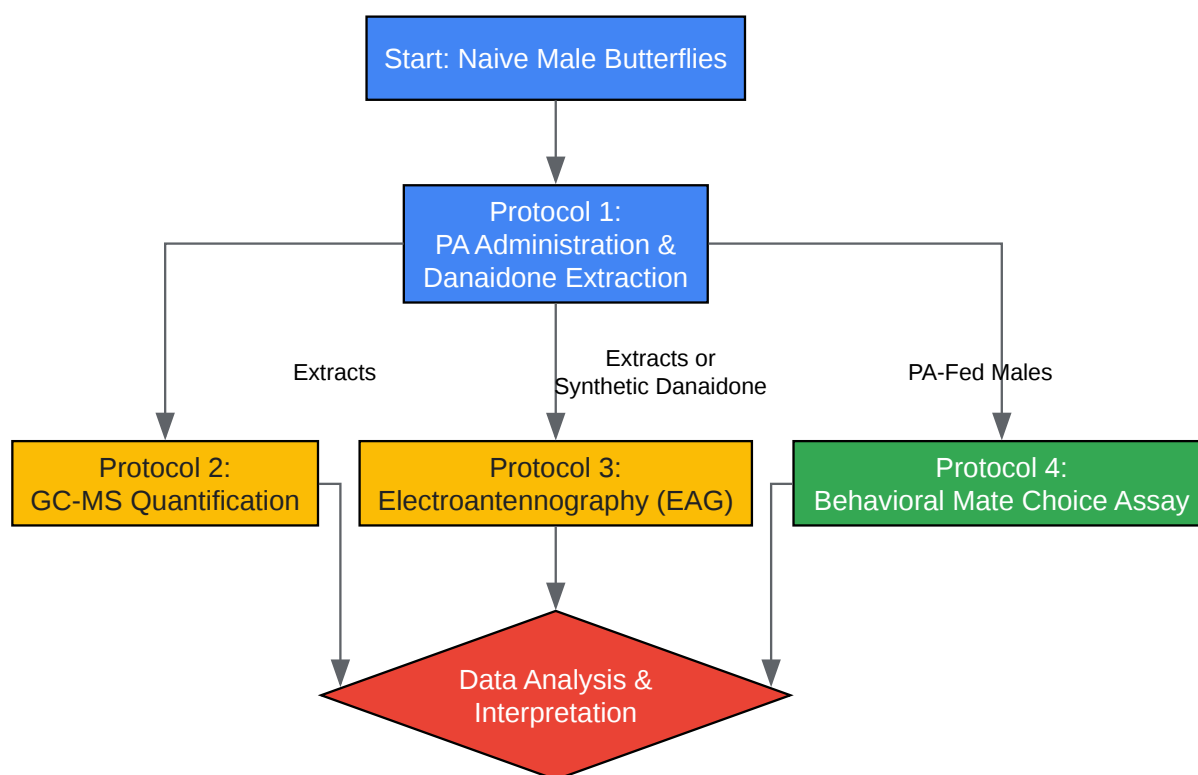 Start: Naive Male Butterflies
Protocol 1:
PA Administration &
Danaidone Extraction
Extracts
Extracts or
Synthetic Danaidone
PA-Fed Males
Protocol 2:
GC-MS Quantification
Protocol 3:
Electroantennography (EAG)
Protocol 4:
Behavioral Mate Choice Assay
Data Analysis &
Interpretation